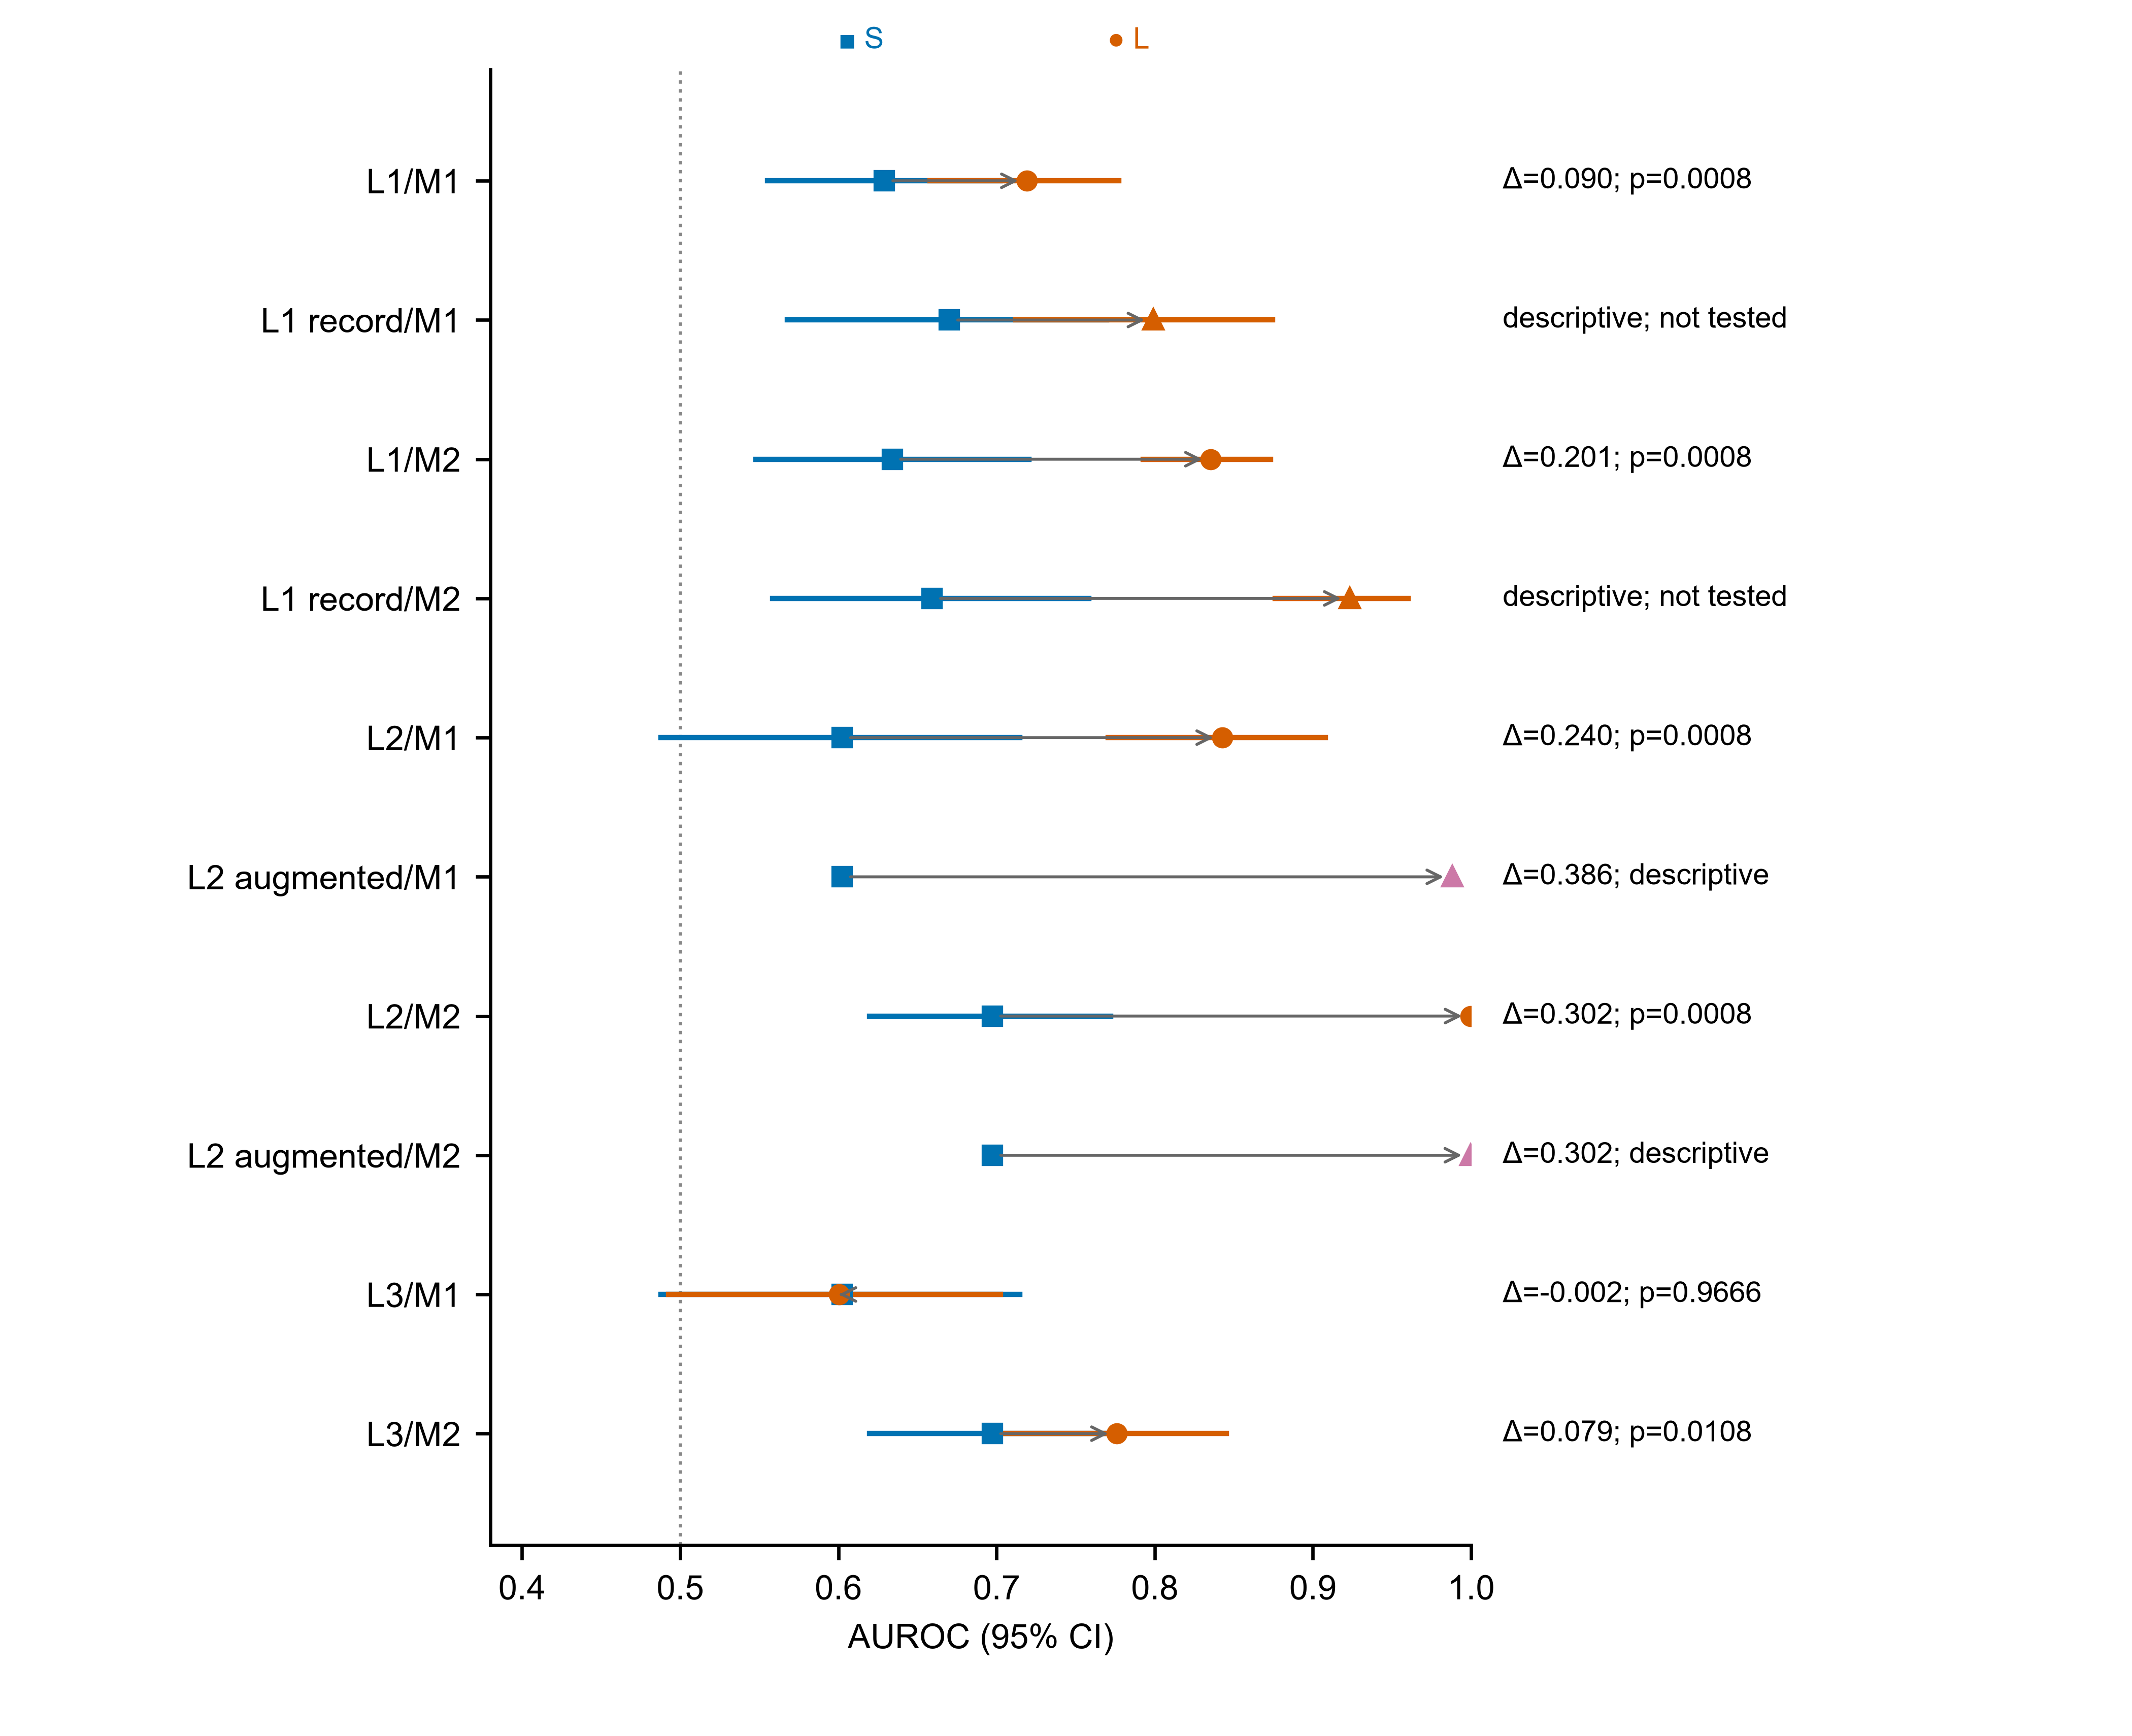 S L
L1/M1 Δ=0.090; p=0.0008
L1 record/M1 descriptive; not tested
L1/M2 Δ=0.201; p=0.0008
L1 record/M2 descriptive; not tested
L2/M1 Δ=0.240; p=0.0008
L2 augmented/M1 Δ=0.386; descriptive
L2/M2 Δ=0.302; p=0.0008
L2 augmented/M2 Δ=0.302; descriptive
L3/M1 Δ=-0.002; p=0.9666
L3/M2 Δ=0.079; p=0.0108
0.4 0.5 0.6 0.7 0.8 0.9 1.0
AUROC (95% CI)